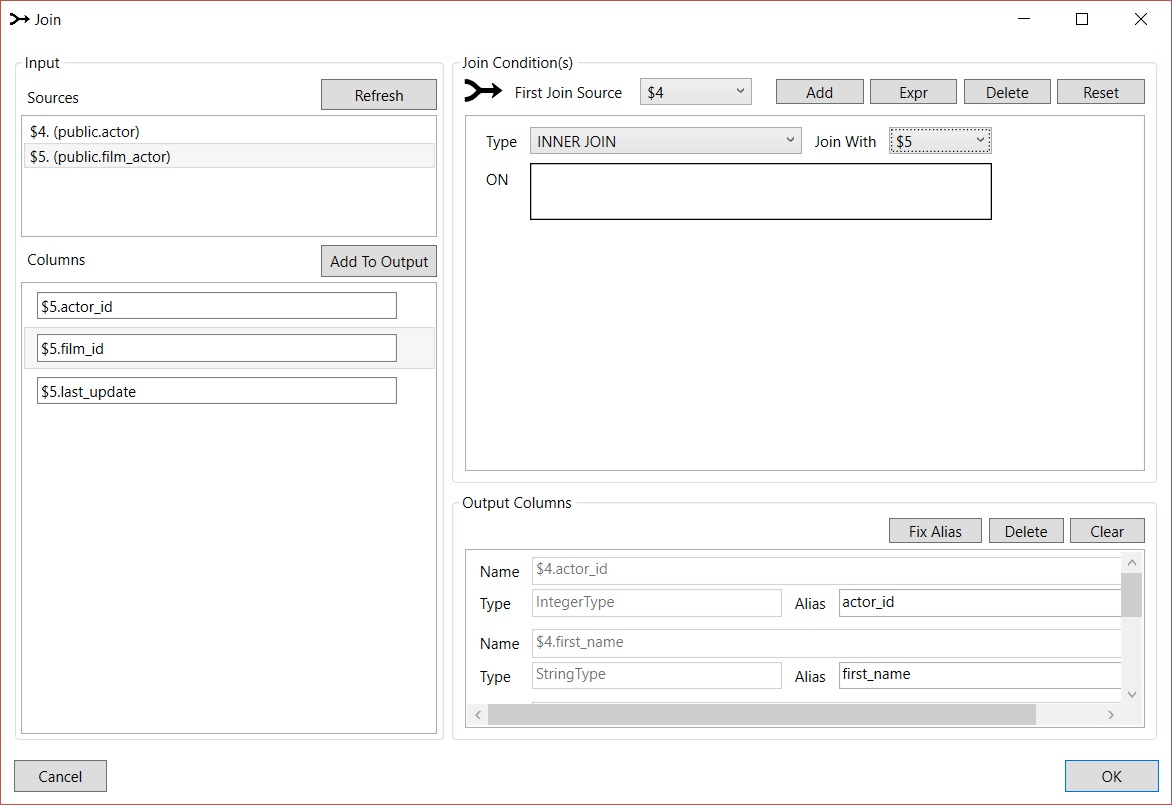 Join
Input
Sources
Refresh
$4. (public.actor)
$5. (public.film_actor)
Columns
Add To Output
$5.actor_id
$5.film_id
$5.last_update
Join Condition(s)
First Join Source $4 Add Expr Delete Reset
Type INNER JOIN Join With $5
ON
Output Columns
Fix Alias Delete Clear
Name $4.actor_id
Type IntegerType Alias actor_id
Name $4.first_name
Type StringType Alias first_name
Cancel
OK